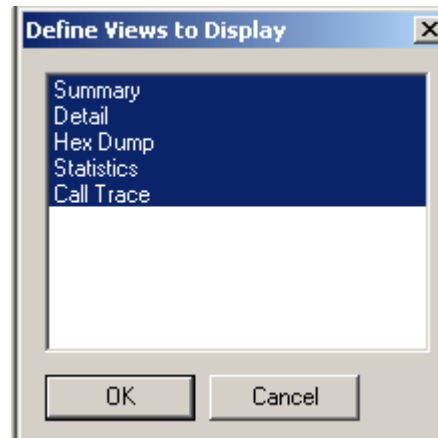 Define Views to Display
Summary
Detail
Hex Dump
Statistics
Call Trace
OK
Cancel